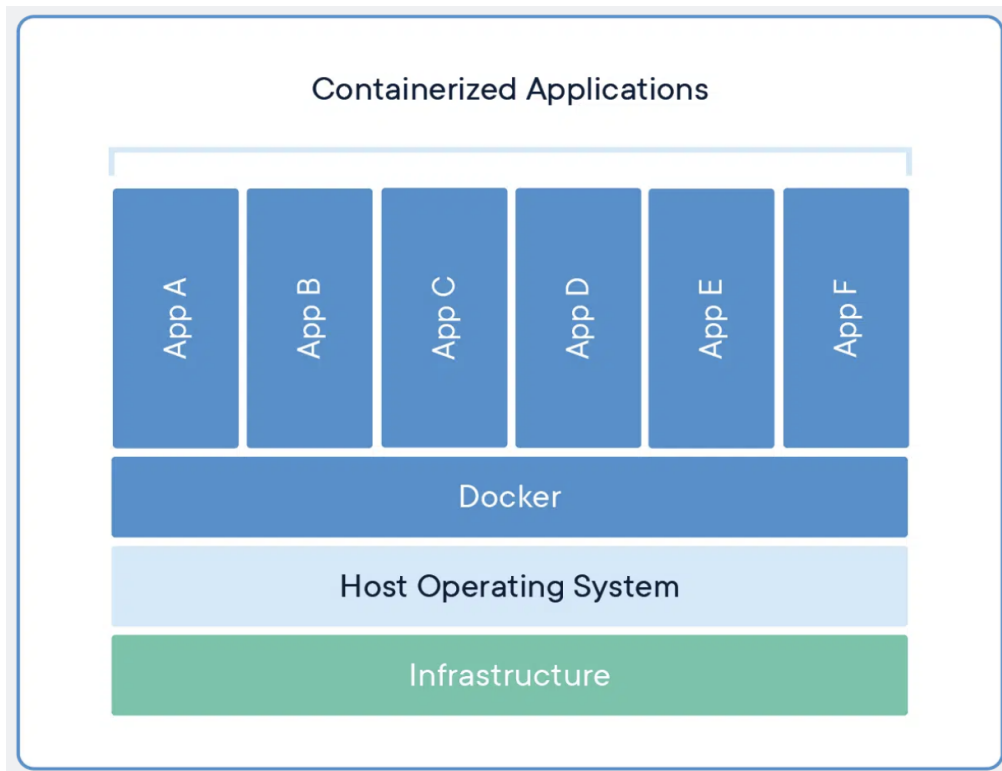 Containerized Applications
App A
App B
App C
App D
App E
App F
Docker
Host Operating System
Infrastructure